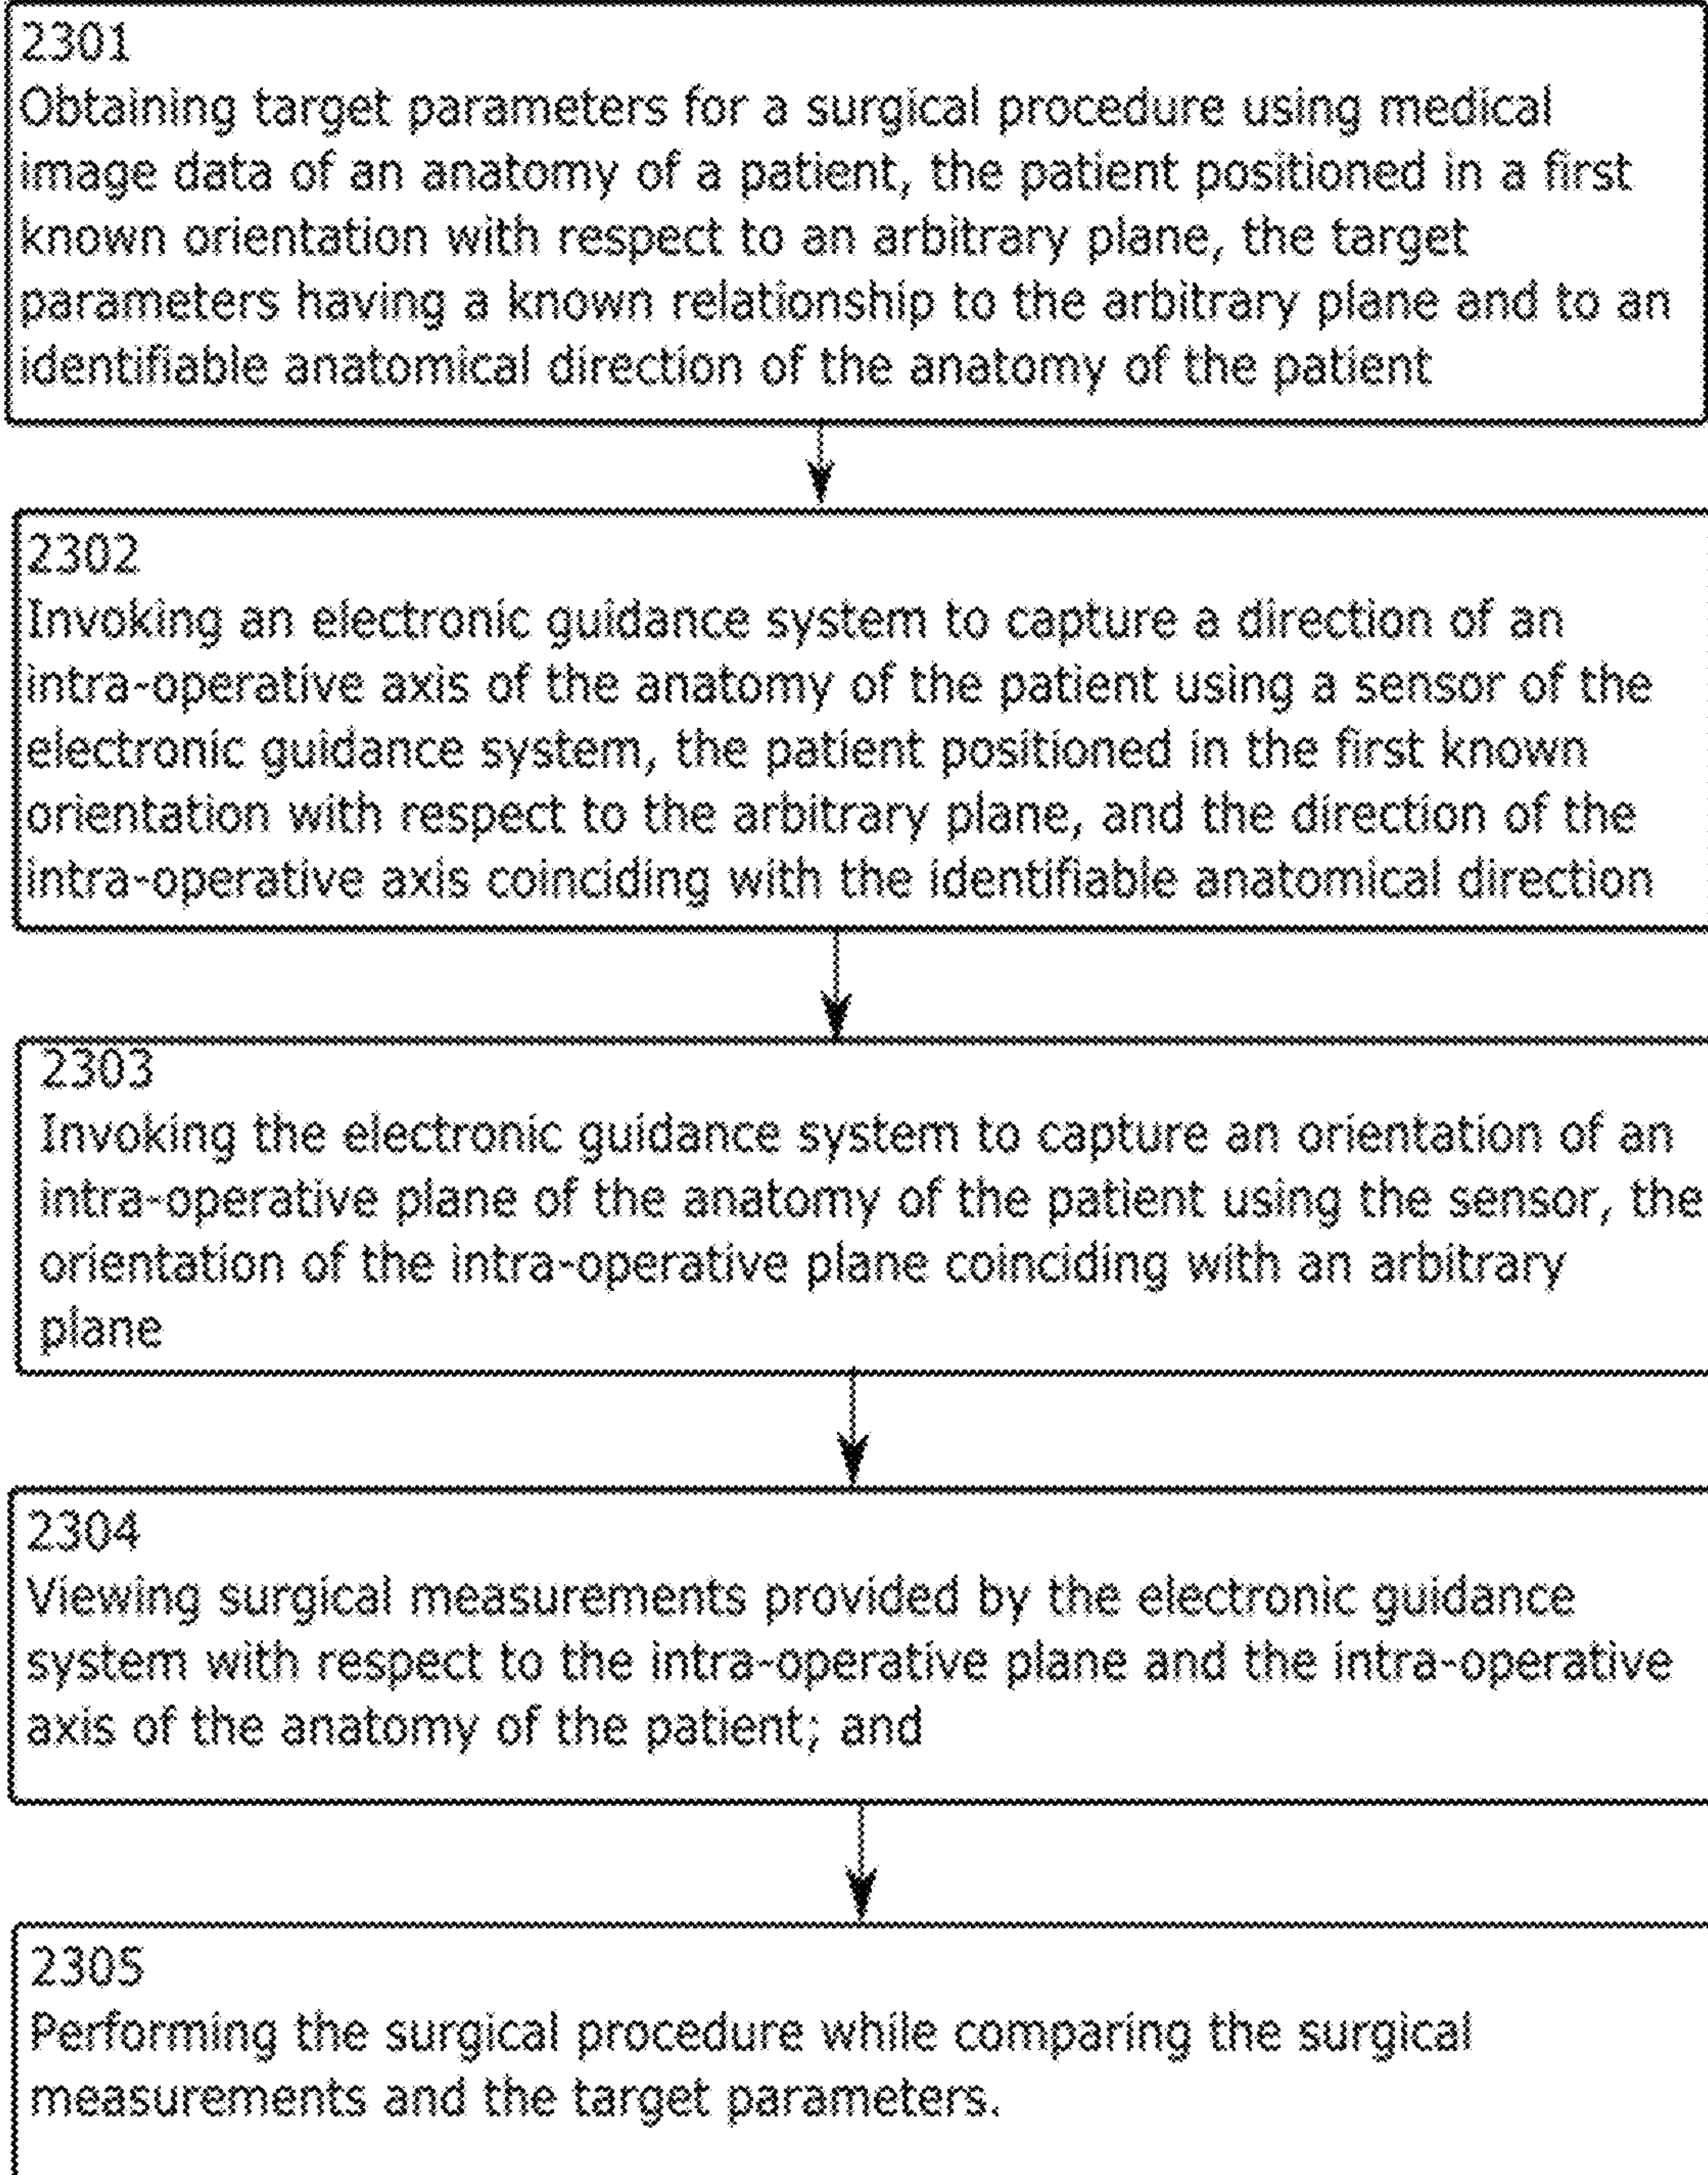 2301
Obtaining target parameters for a surgical procedure using medical
image data of an anatomy of a patient, the patient positioned in a first
known orientation with respect to an arbitrary plane, the target
parameters having a known relationship to the arbitrary plane and to an
identifiable anatomical direction of the anatomy of the patient
2302
Invoking an electronic guidance system to capture a direction of an
intra-operative axis of the anatomy of the patient using a sensor of the
electronic guidance system, the patient positioned in the first known
orientation with respect to the arbitrary plane, and the direction of the
intra-operative axis coinciding with the identifiable anatomical direction
2303
Invoking the electronic guidance system to capture an orientation of an
intra-operative plane of the anatomy of the patient using the sensor, the
orientation of the intra-operative plane coinciding with an arbitrary
plane
2304
Viewing surgical measurements provided by the electronic guidance
system with respect to the intra-operative plane and the intra-operative
axis of the anatomy of the patient; and
2305
Performing the surgical procedure while comparing the surgical
measurements and the target parameters.